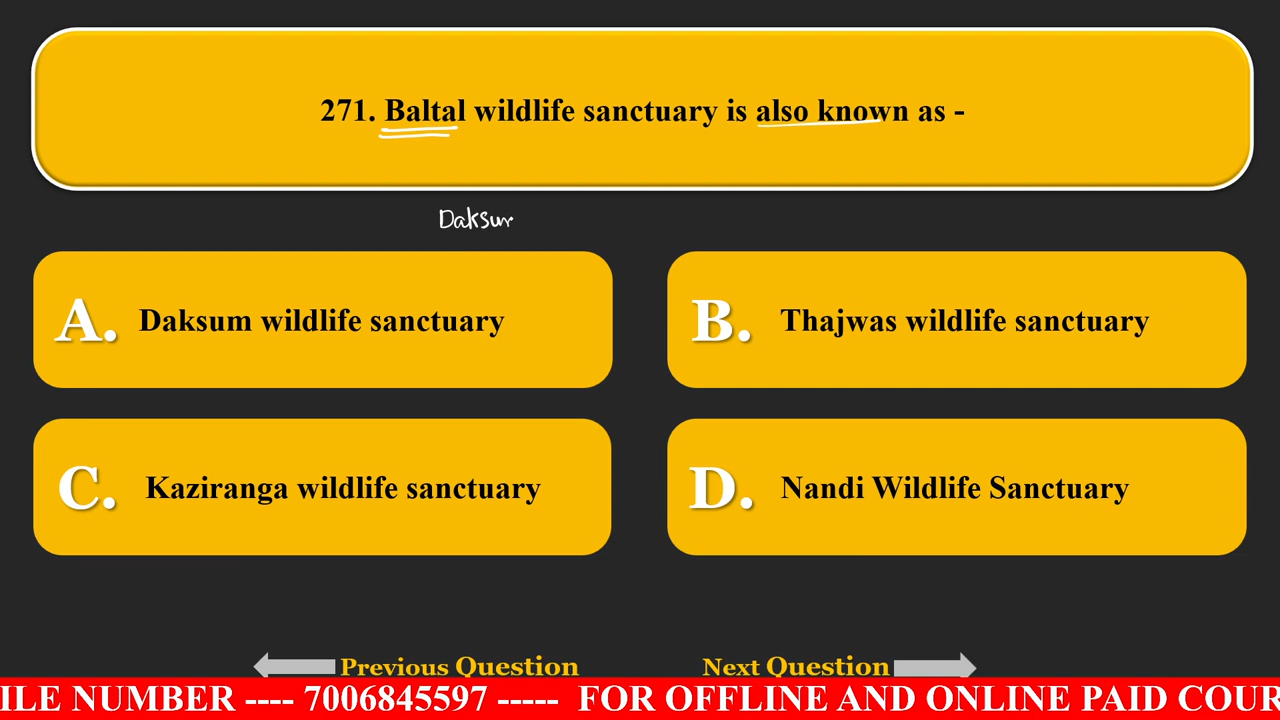 271. Baltal wildlife sanctuary is also known as -
Daksum
A. Daksum wildlife sanctuary
B. Thajwas wildlife sanctuary
C. Kaziranga wildlife sanctuary
D. Nandi Wildlife Sanctuary
Previous Question
Next Question
ILE NUMBER ---- 7006845597 ----- FOR OFFLINE AND ONLINE PAID COUR